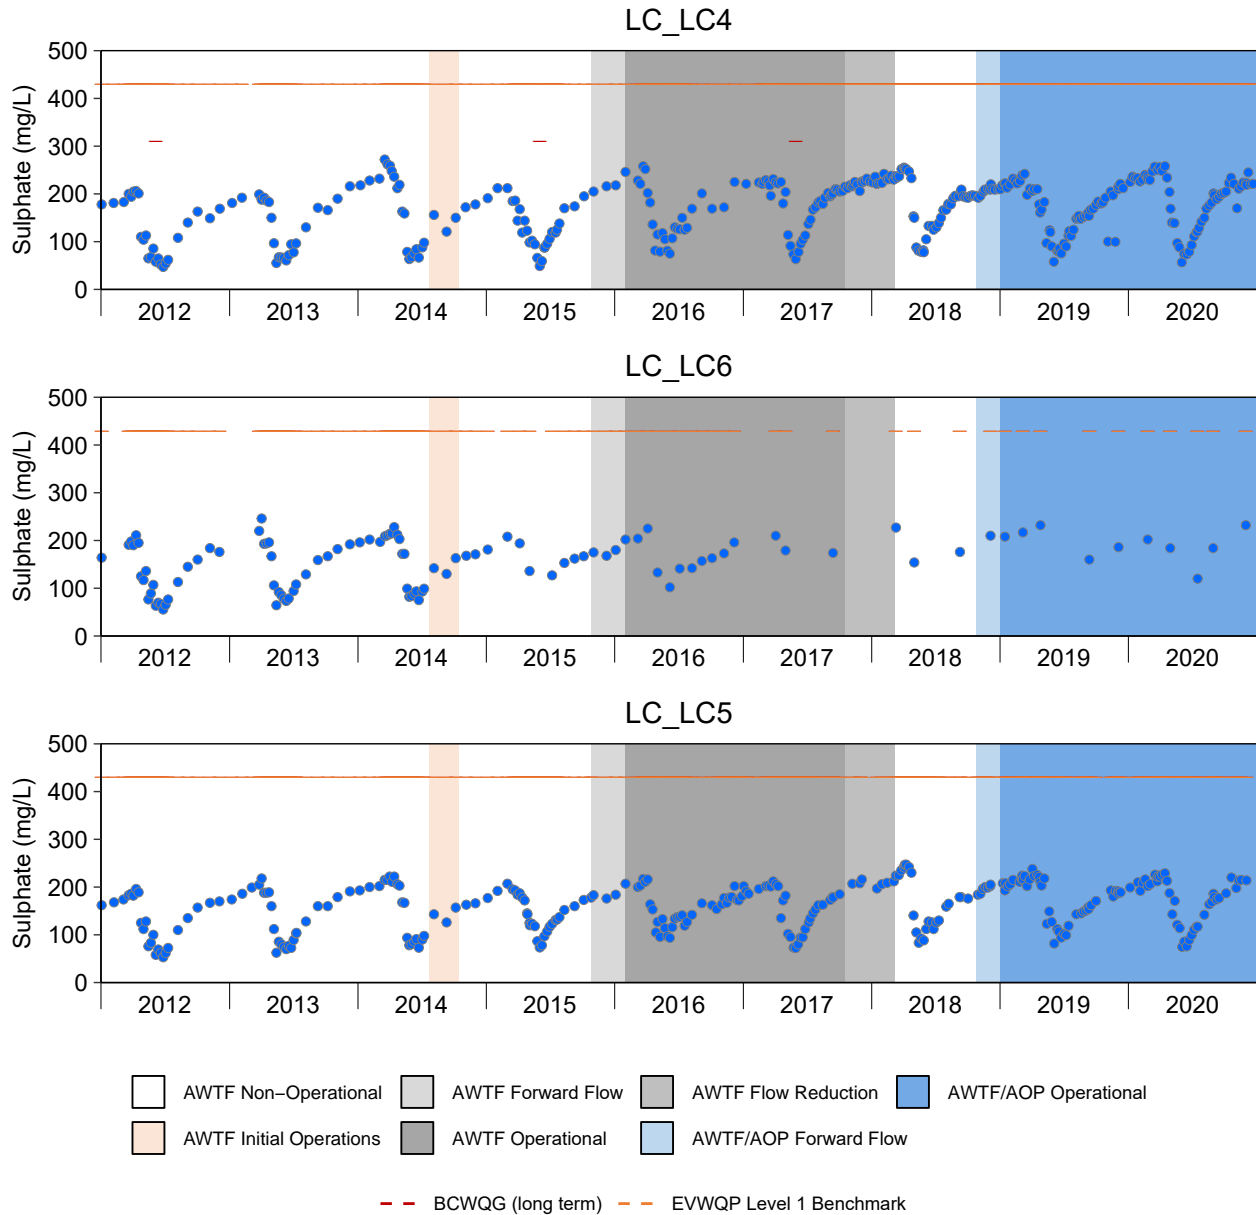 LC_LC4
Sulphate (mg/L)
500
400
300
200
100
0
2012 2013 2014 2015 2016 2017 2018 2019 2020
LC_LC6
Sulphate (mg/L)
500
400
300
200
100
0
2012 2013 2014 2015 2016 2017 2018 2019 2020
LC_LC5
Sulphate (mg/L)
500
400
300
200
100
0
2012 2013 2014 2015 2016 2017 2018 2019 2020
AWTF Non−Operational AWTF Forward Flow AWTF Flow Reduction AWTF/AOP Operational
AWTF Initial Operations AWTF Operational AWTF/AOP Forward Flow
BCWQG (long term) EVWQP Level 1 Benchmark